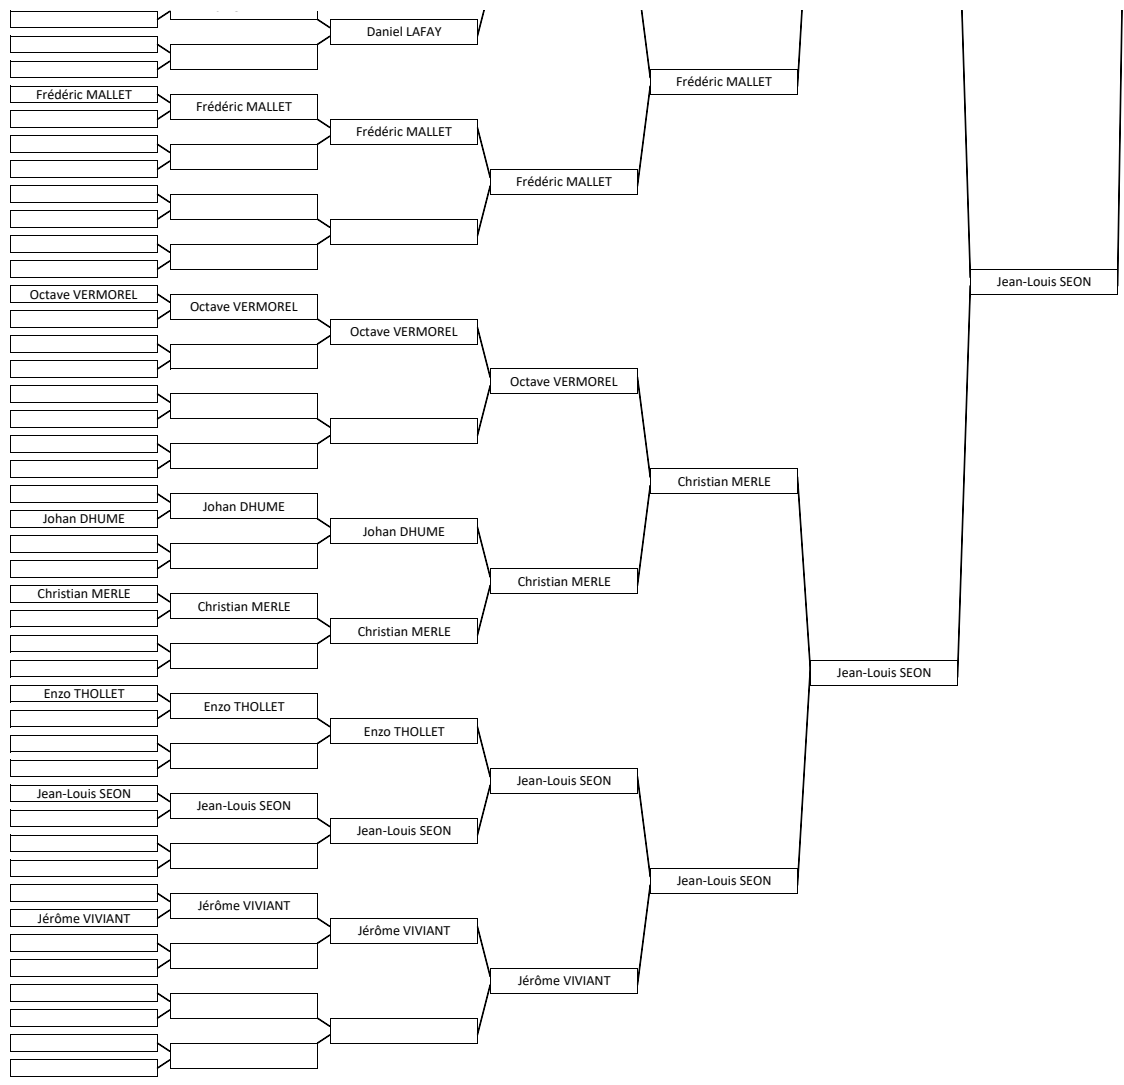 Daniel LAFAY
Frédéric MALLET
Frédéric MALLET
Frédéric MALLET
Frédéric MALLET
Frédéric MALLET
Octave VERMOREL
Jean-Louis SEON
Octave VERMOREL
Octave VERMOREL
Octave VERMOREL
Christian MERLE
Johan DHUME
Johan DHUME
Johan DHUME
Christian MERLE
Christian MERLE
Christian MERLE
Christian MERLE
Jean-Louis SEON
Enzo THOLLET
Enzo THOLLET
Enzo THOLLET
Jean-Louis SEON
Jean-Louis SEON
Jean-Louis SEON
Jean-Louis SEON
Jean-Louis SEON
Jérôme VIVIANT
Jérôme VIVIANT
Jérôme VIVIANT
Jérôme VIVIANT